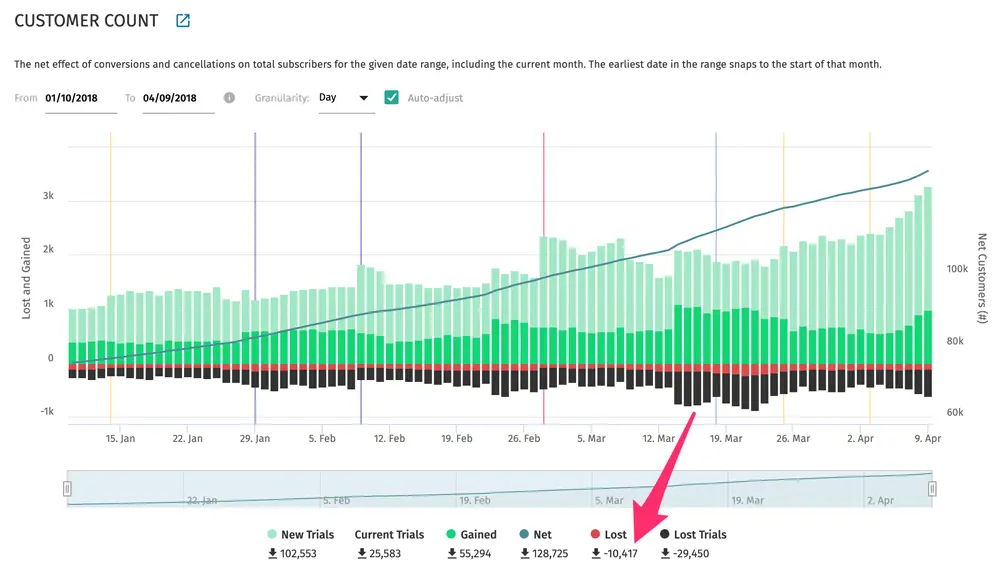 CUSTOMER COUNT
The net effect of conversions and cancellations on total subscribers for the given date range, including the current month. The earliest date in the range snaps to the start of that month.
From 01/10/2018 To 04/09/2018 i Granularity: Day Auto-adjust
3k
2k
1k
0
-1k
Lost and Gained
100k
80k
60k
Net Customers (#)
15. Jan 22. Jan 29. Jan 5. Feb 12. Feb 19. Feb 26. Feb 5. Mar 12. Mar 19. Mar 26. Mar 2. Apr 9. Apr
22. Jan 5. Feb 19. Feb 5. Mar 19. Mar 2. Apr
New Trials Current Trials Gained Net Lost Lost Trials
102,553 25,583 55,294 128,725 -10,417 -29,450